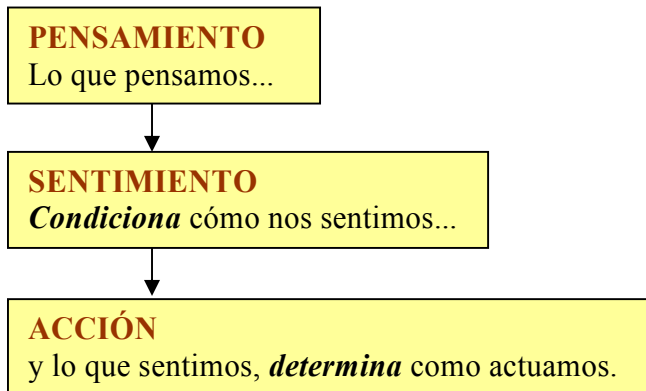 PENSAMIENTO
Lo que pensamos...
SENTIMIENTO
Condiciona cómo nos sentimos...
ACCIÓN
y lo que sentimos, determina como actuamos.